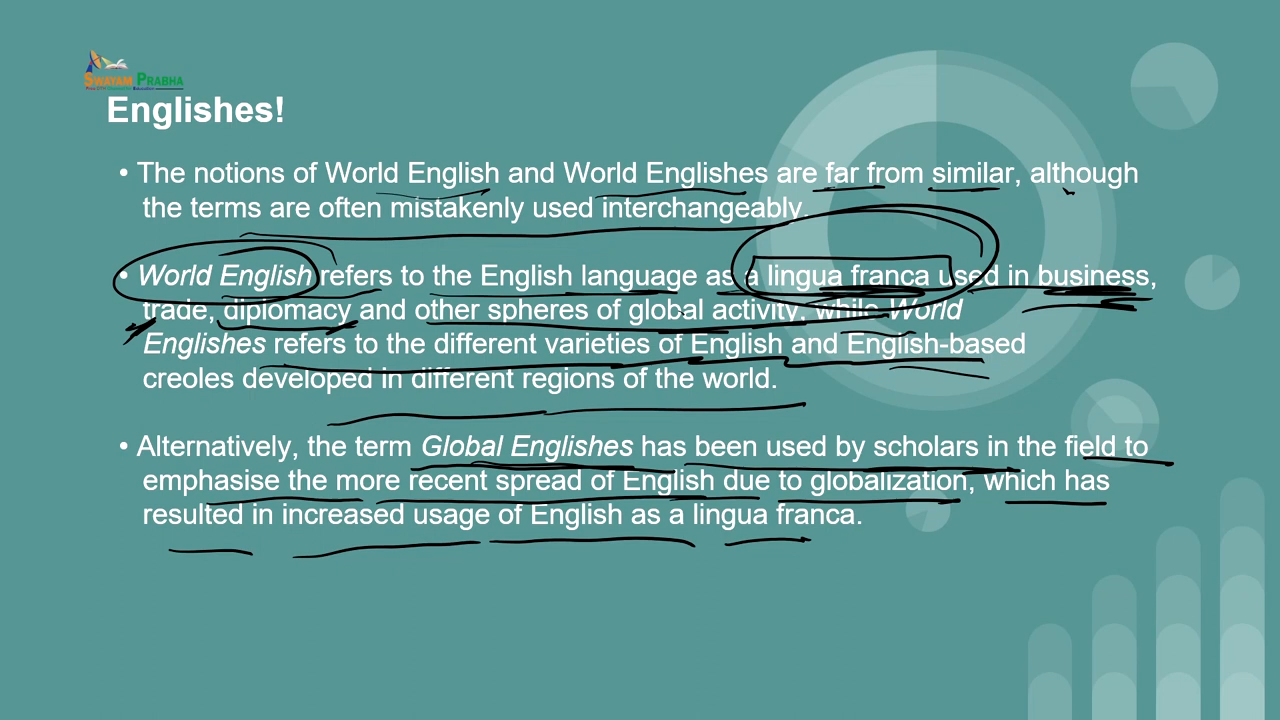 SWAYAM PRABHA
Englishes!
• The notions of World English and World Englishes are far from similar, although
the terms are often mistakenly used interchangeably.
• World English refers to the English language as a lingua franca used in business,
trade, diplomacy and other spheres of global activity, while World
Englishes refers to the different varieties of English and English-based
creoles developed in different regions of the world.
• Alternatively, the term Global Englishes has been used by scholars in the field to
emphasise the more recent spread of English due to globalization, which has
resulted in increased usage of English as a lingua franca.